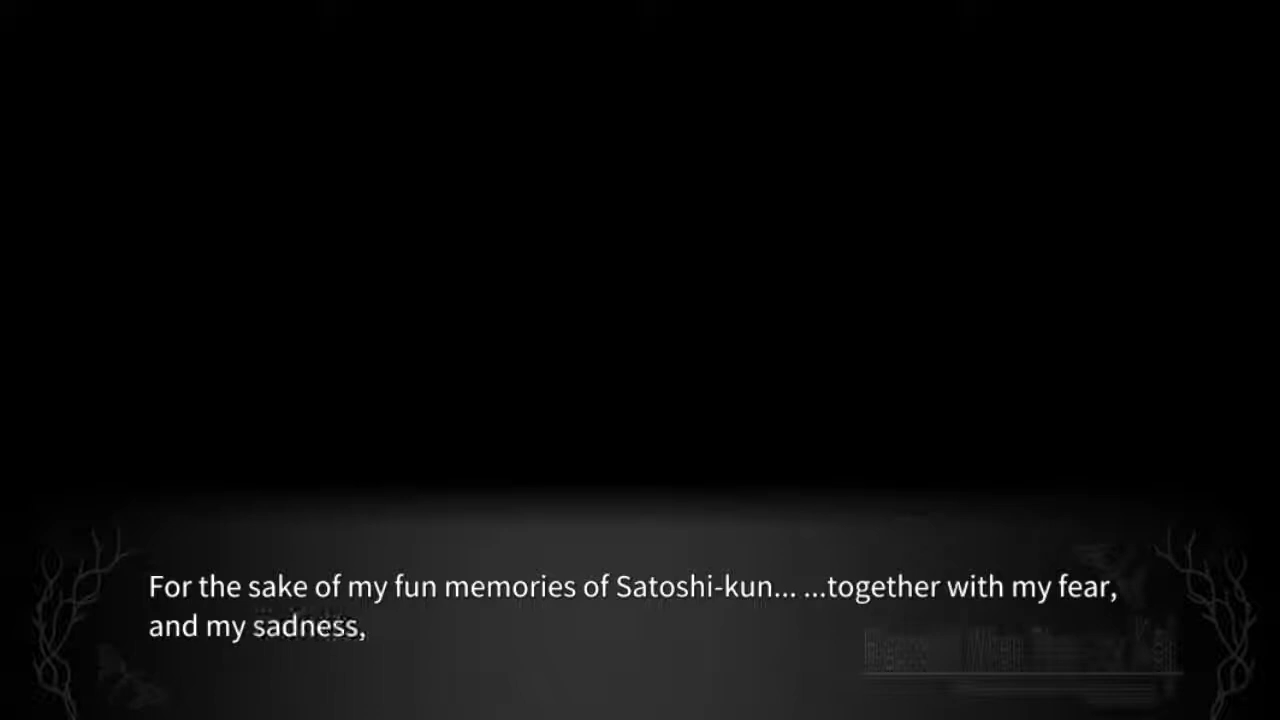 For the sake of my fun memories of Satoshi-kun... ...together with my fear,
and my sadness,